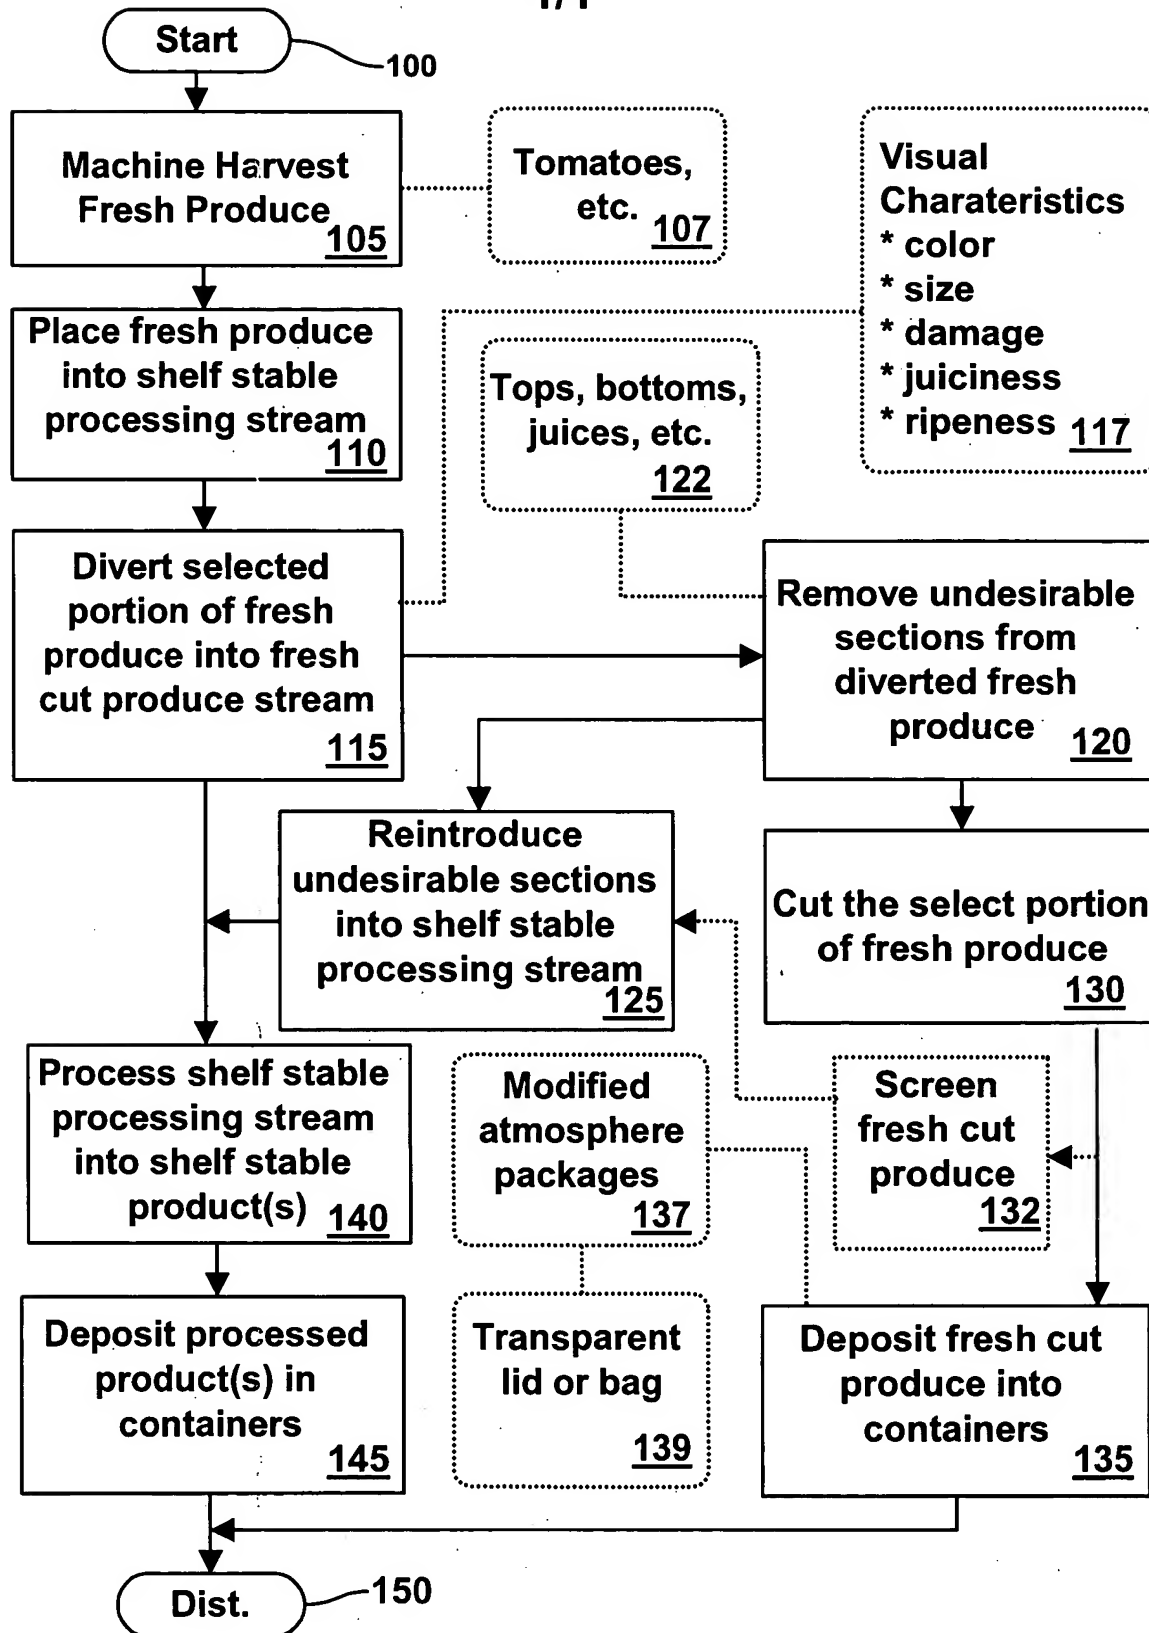 Start
100
Machine Harvest
Fresh Produce
105
Tomatoes,
etc.
107
Visual
Charateristics
* color
* size
* damage
* juiciness
* ripeness
117
Place fresh produce
into shelf stable
processing stream
110
Tops, bottoms,
juices, etc.
122
Divert selected
portion of fresh
produce into fresh
cut produce stream
115
Remove undesirable
sections from
diverted fresh
produce
120
Reintroduce
undesirable sections
into shelf stable
processing stream
125
Cut the select portion
of fresh produce
130
Process shelf stable
processing stream
into shelf stable
product(s)
140
Modified
atmosphere
packages
137
Screen
fresh cut
produce
132
Deposit processed
product(s) in
containers
145
Transparent
lid or bag
139
Deposit fresh cut
produce into
containers
135
Dist.
150